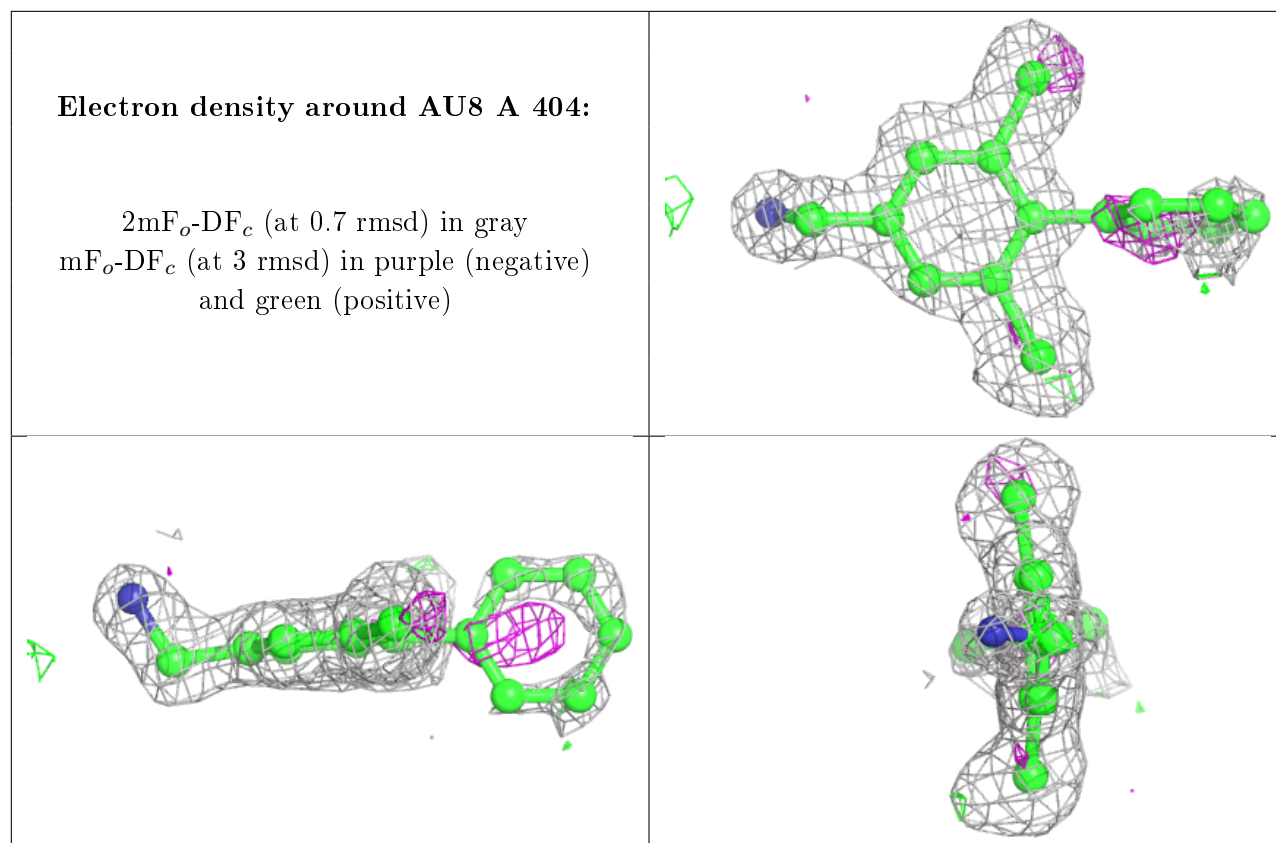 Electron density around AU8 A 404:
2mFo-DFc (at 0.7 rmsd) in gray
mFo-DFc (at 3 rmsd) in purple (negative)
and green (positive)